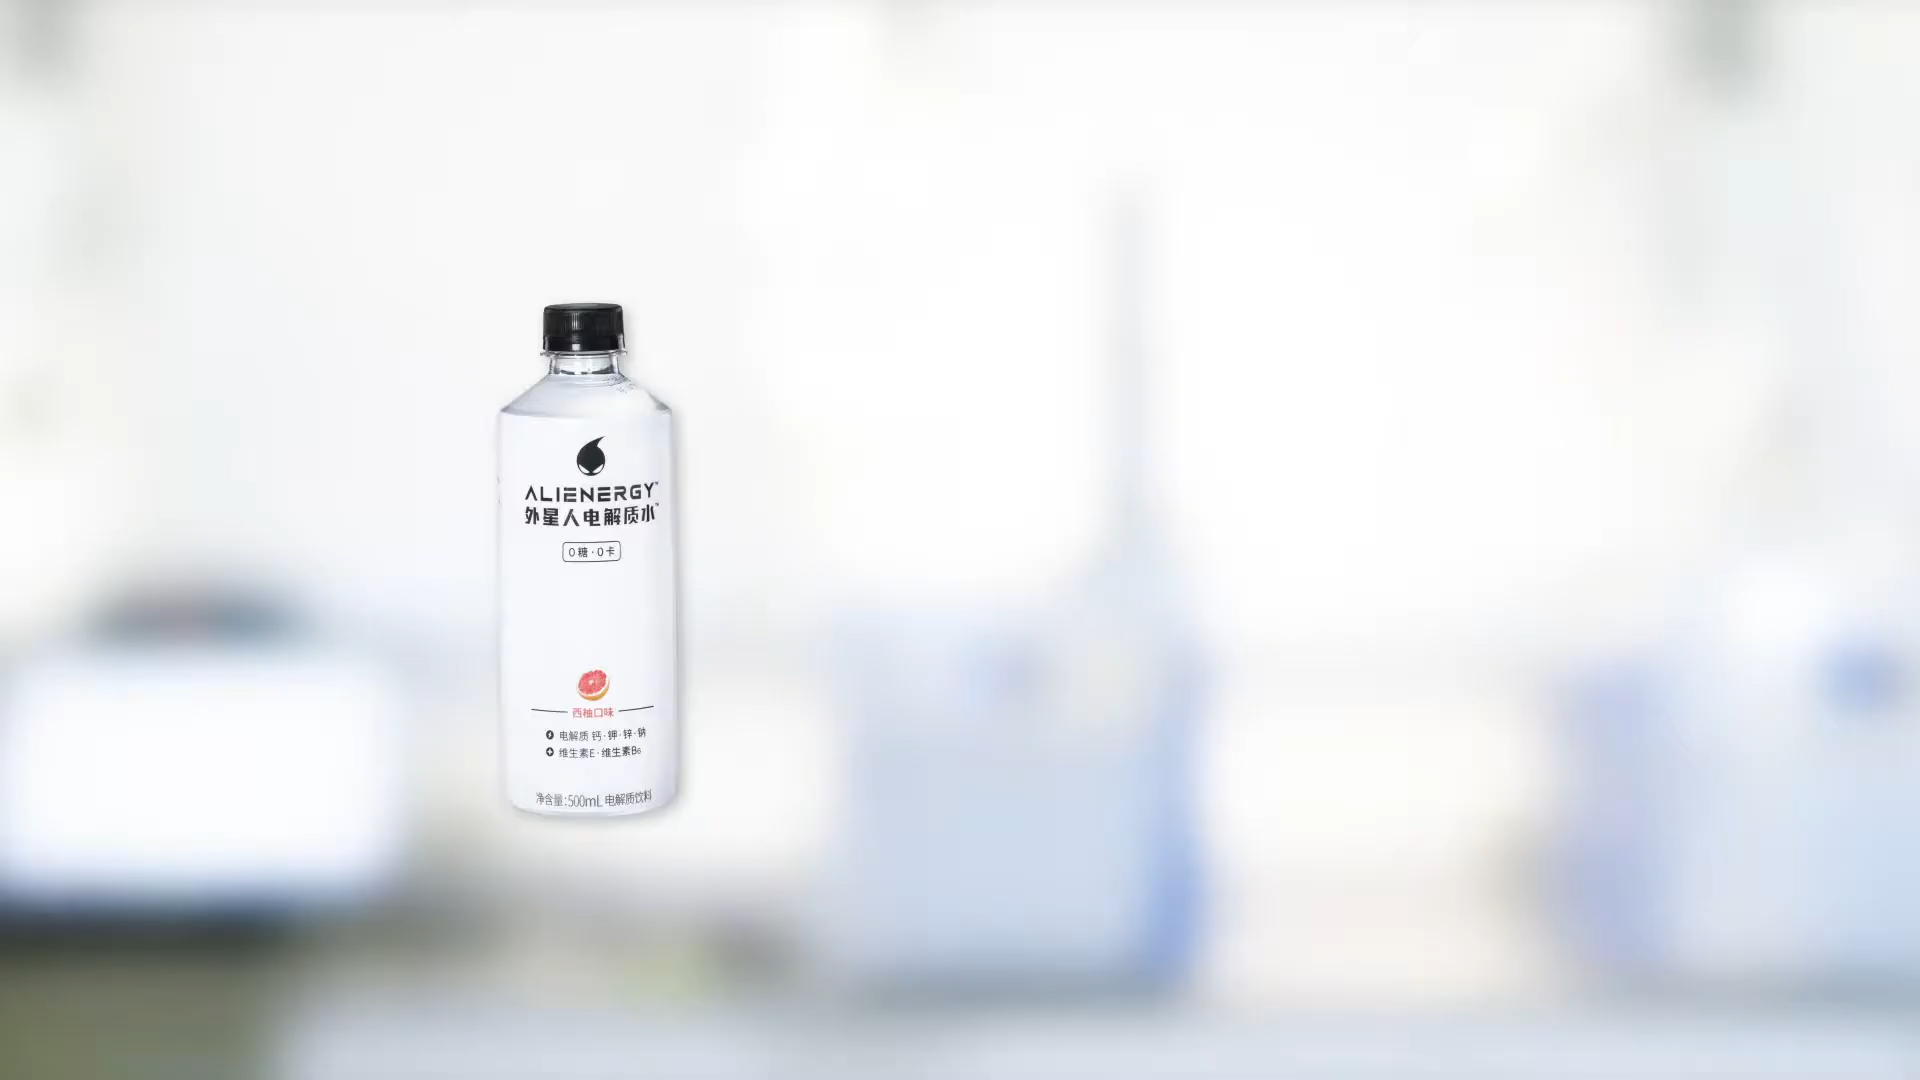 ALIENERGY™
外星人电解质水™
0糖·0卡
西柚口味
电解质 钙·钾·锌·钠
维生素E·维生素B₆
净含量:500mL 电解质饮料